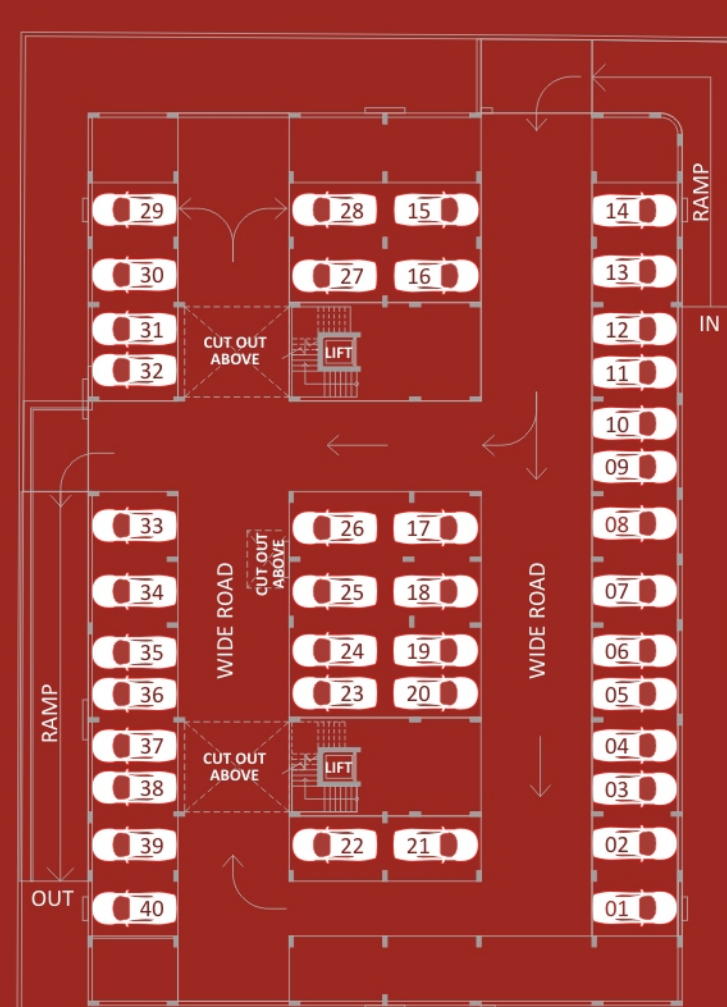 RAMP
29
28
15
14
30
27
16
13
IN
31
12
CUT OUT
ABOVE
LIFT
32
11
10
09
33
26
17
08
CUT OUT
ABOVE
34
25
18
07
WIDE ROAD
WIDE ROAD
35
24
19
06
36
23
20
05
RAMP
37
04
CUT OUT
ABOVE
LIFT
38
03
39
22
21
02
OUT
40
01